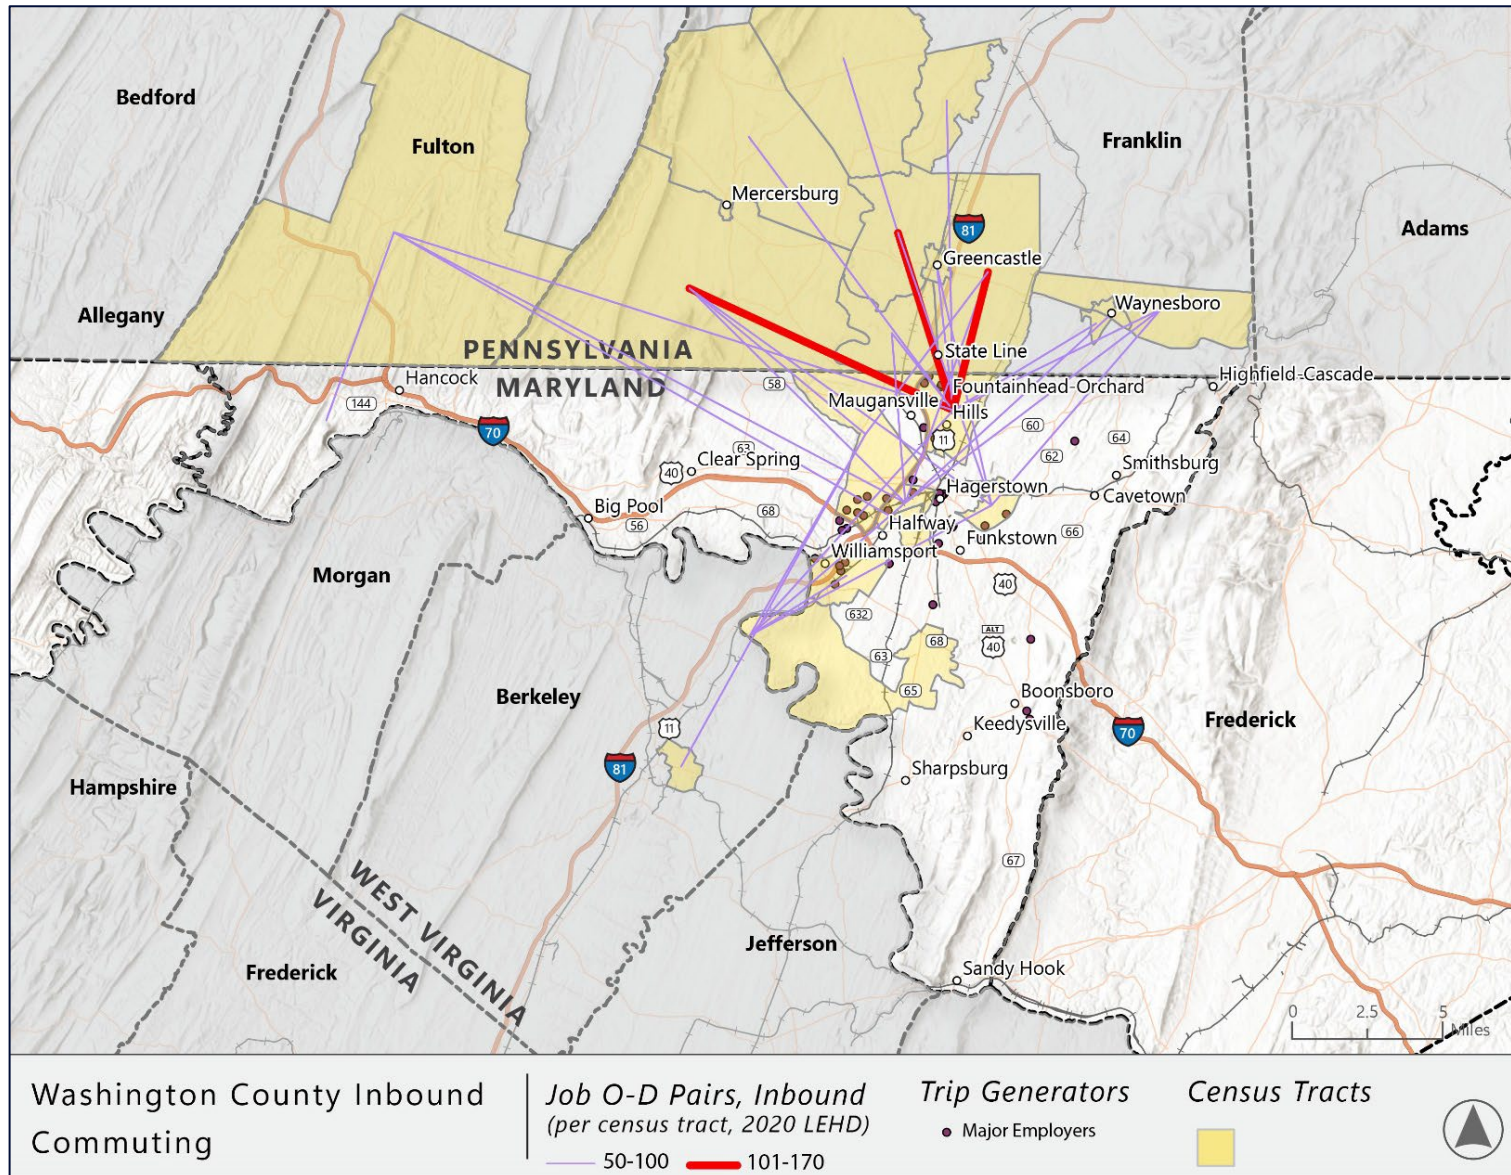 Bedford
Fulton
Franklin
Adams
Mercersburg
81
Greencastle
Waynesboro
Allegany
PENNSYLVANIA
MARYLAND
State Line
Hancock
144
58
Highfield-Cascade
Fountainhead-Orchard
Hills
Maugansville
70
11
60
64
62
63
40
Clear Spring
Smithsburg
Hagerstown
Cavetown
Big Pool
56
68
Halfway
66
Funkstown
Williamsport
Morgan
40
632
ALT
40
68
63
65
Berkeley
Boonsboro
Keedysville
Frederick
11
70
81
Sharpsburg
Hampshire
67
WEST VIRGINIA
VIRGINIA
Jefferson
Frederick
Sandy Hook
0 2.5 5
Miles
Washington County Inbound
Commuting
Job O-D Pairs, Inbound
(per census tract, 2020 LEHD)
50-100 101-170
Trip Generators
Major Employers
Census Tracts